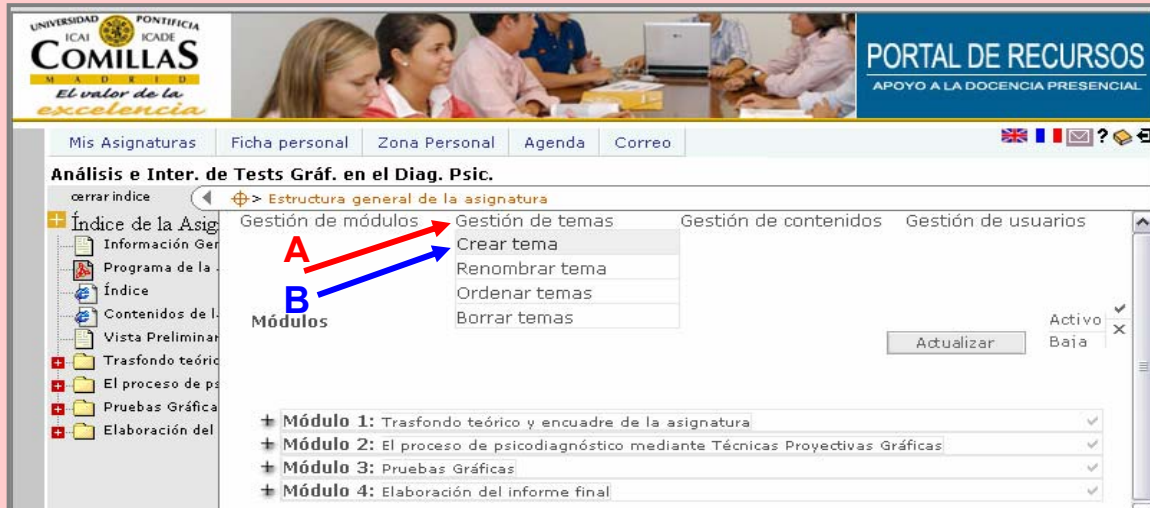 UNIVERSIDAD PONTIFICIA
ICAI ICADE
COMILLAS
M A D R I D
El valor de la
excelencia
PORTAL DE RECURSOS
APOYO A LA DOCENCIA PRESENCIAL
Mis Asignaturas Ficha personal Zona Personal Agenda Correo
Análisis e Inter. de Tests Gráf. en el Diag. Psic.
cerrar indice > Estructura general de la asignatura
Índice de la Asig
Información Ger
Programa de la
Índice
Contenidos de l
Vista Preliminar
Trasfondo teóric
El proceso de ps
Pruebas Gráfica
Elaboración del
Gestión de módulos Gestión de temas Gestión de contenidos Gestión de usuarios
A
Crear tema
Renombrar tema
B
Ordenar temas
Borrar temas
Módulos
Activo
Actualizar Baja
Módulo 1: Trasfondo teórico y encuadre de la asignatura
Módulo 2: El proceso de psicodiagnóstico mediante Técnicas Proyectivas Gráficas
Módulo 3: Pruebas Gráficas
Módulo 4: Elaboración del informe final